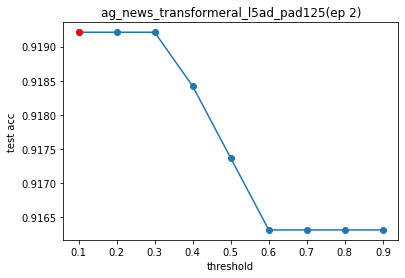 ag_news_transformeral_l5ad_pad125(ep 2)
0.9190
0.9185
0.9180
0.9175
0.9170
0.9165
test acc
0.1 0.2 0.3 0.4 0.5 0.6 0.7 0.8 0.9
threshold